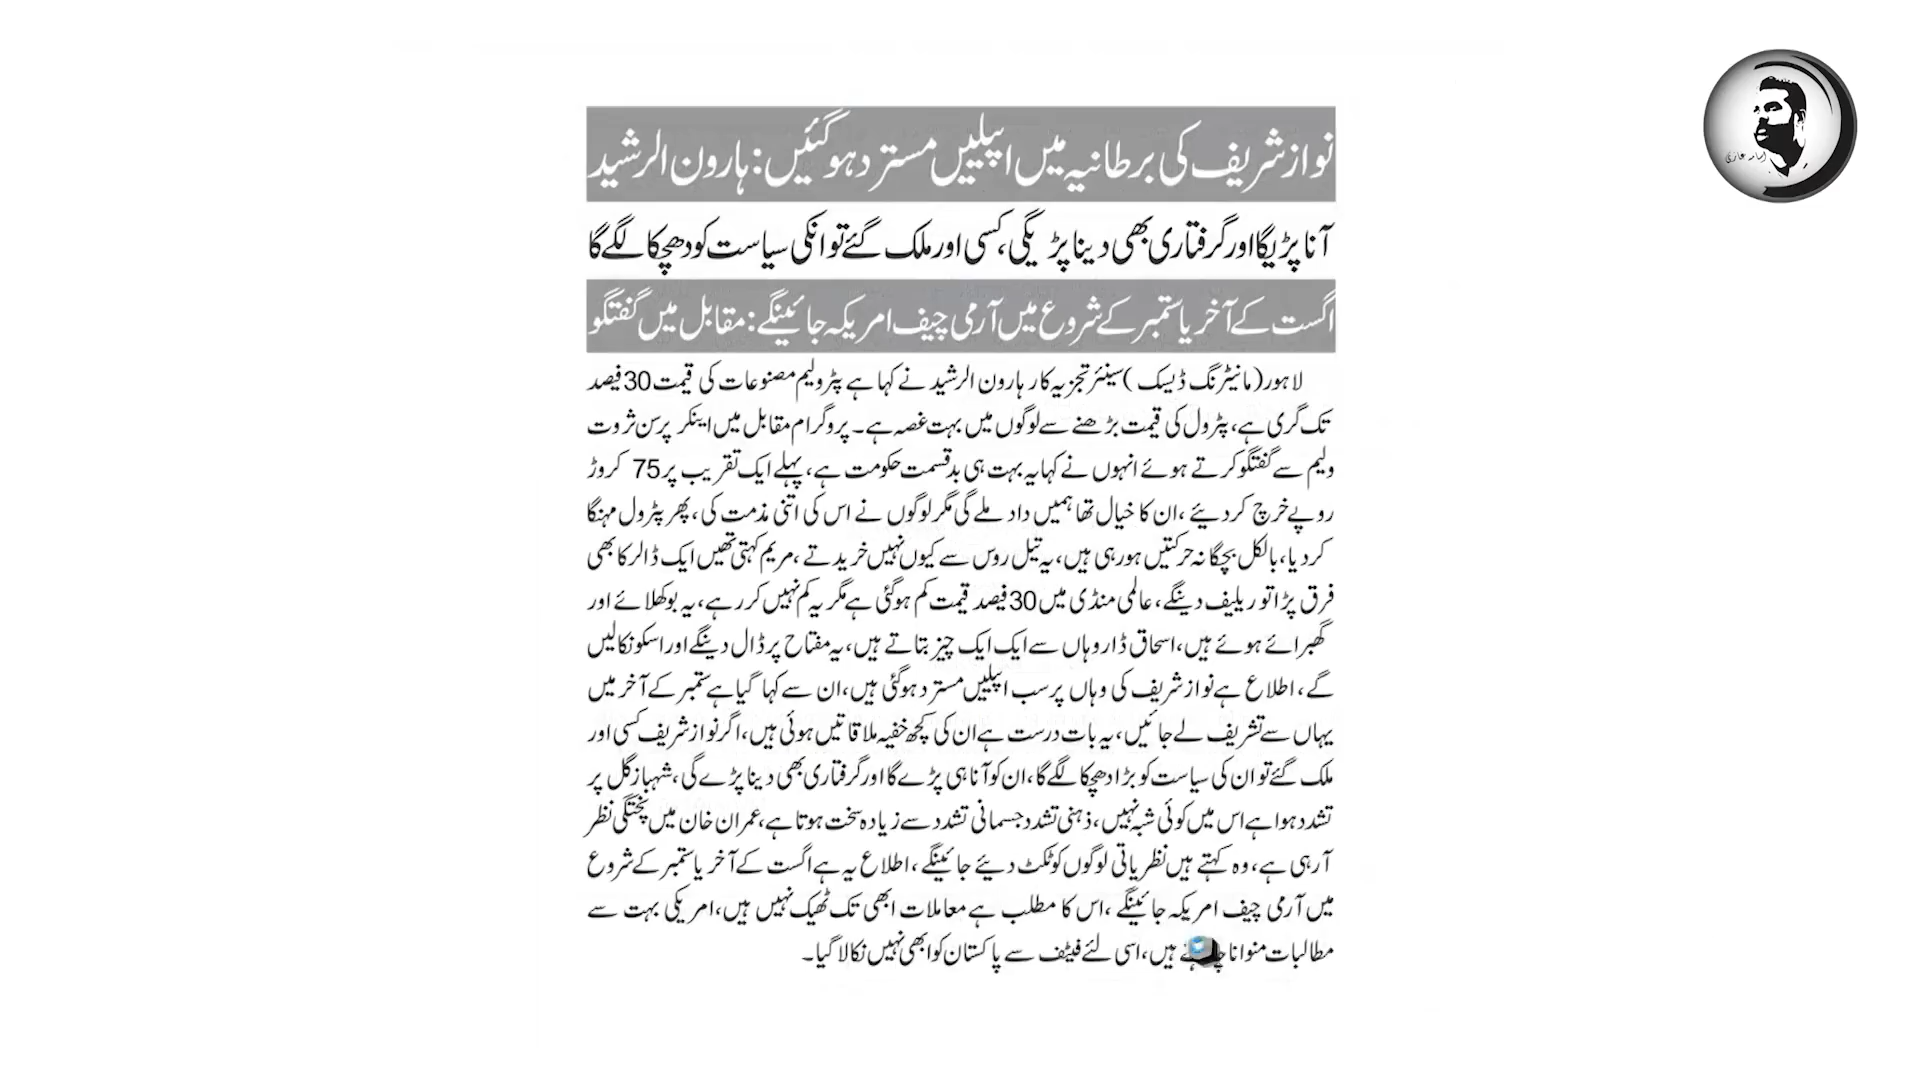 نواز شریف کی برطانیہ میں اپیلیں مسترد ہوگئیں: ہارون الرشید
آنا پڑیگا اور گرفتاری بھی دینا پڑیگی، کسی اور ملک گئے تو انکی سیاست کو دھچکا لگے گا
اگست کے آخر یا ستمبر کے شروع میں آرمی چیف امریکہ جائینگے: مقابل میں گفتگو
لاہور (مانیٹرنگ ڈیسک) سینئر تجزیہ کار ہارون الرشید نے کہا ہے پٹرولیم مصنوعات کی قیمت 30 فیصد
تک گری ہے، پٹرول کی قیمت بڑھنے سے لوگوں میں بہت غصہ ہے۔ پروگرام مقابل میں اینکر پرسن ثروت
ولیم سے گفتگو کرتے ہوئے انہوں نے کہا یہ بہت ہی بدقسمت حکومت ہے، پہلے ایک تقریب پر 75 کروڑ
روپے خرچ کردیئے، ان کا خیال تھا ہمیں داد ملے گی مگر لوگوں نے اس کی اتنی مذمت کی، پھر پٹرول مہنگا
کردیا، بالکل بچگانہ حرکتیں ہورہی ہیں، یہ تیل روس سے کیوں نہیں خریدتے، مریم کہتی تھیں ایک ڈالر کا بھی
فرق پڑا تو ریلیف دینگے، عالمی منڈی میں 30 فیصد قیمت کم ہوگئی ہے مگر یہ کم نہیں کررہے، یہ بوکھلائے اور
گھبرائے ہوئے ہیں، اسحاق ڈار وہاں سے ایک ایک چیز بتاتے ہیں، یہ مفتاح پر ڈال دینگے اور اسکو نکالیں
گے، اطلاع ہے نواز شریف کی وہاں پر سب اپیلیں مسترد ہوگئی ہیں، ان سے کہا گیا ہے ستمبر کے آخر میں
یہاں سے تشریف لے جائیں، یہ بات درست ہے ان کی کچھ خفیہ ملاقاتیں ہوئی ہیں، اگر نواز شریف کسی اور
ملک گئے تو ان کی سیاست کو بڑا دھچکا لگے گا، ان کو آنا ہی پڑے گا اور گرفتاری بھی دینا پڑے گی، شہباز گل پر
تشدد ہوا ہے اس میں کوئی شبہ نہیں، ذہنی تشدد جسمانی تشدد سے زیادہ سخت ہوتا ہے، عمران خان میں پختگی نظر
آرہی ہے، وہ کہتے ہیں نظریاتی لوگوں کو ٹکٹ دیئے جائینگے، اطلاع یہ ہے اگست کے آخر یا ستمبر کے شروع
میں آرمی چیف امریکہ جائینگے، اس کا مطلب ہے معاملات ابھی تک ٹھیک نہیں ہیں، امریکی بہت سے
مطالبات منوانا ہیں، اسی لئے فیٹف سے پاکستان کو ابھی نہیں نکالا گیا۔
اسامہ غازی